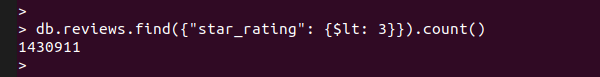 >
> db.reviews.find({"star_rating": {$lt: 3}}).count()
1430911
>